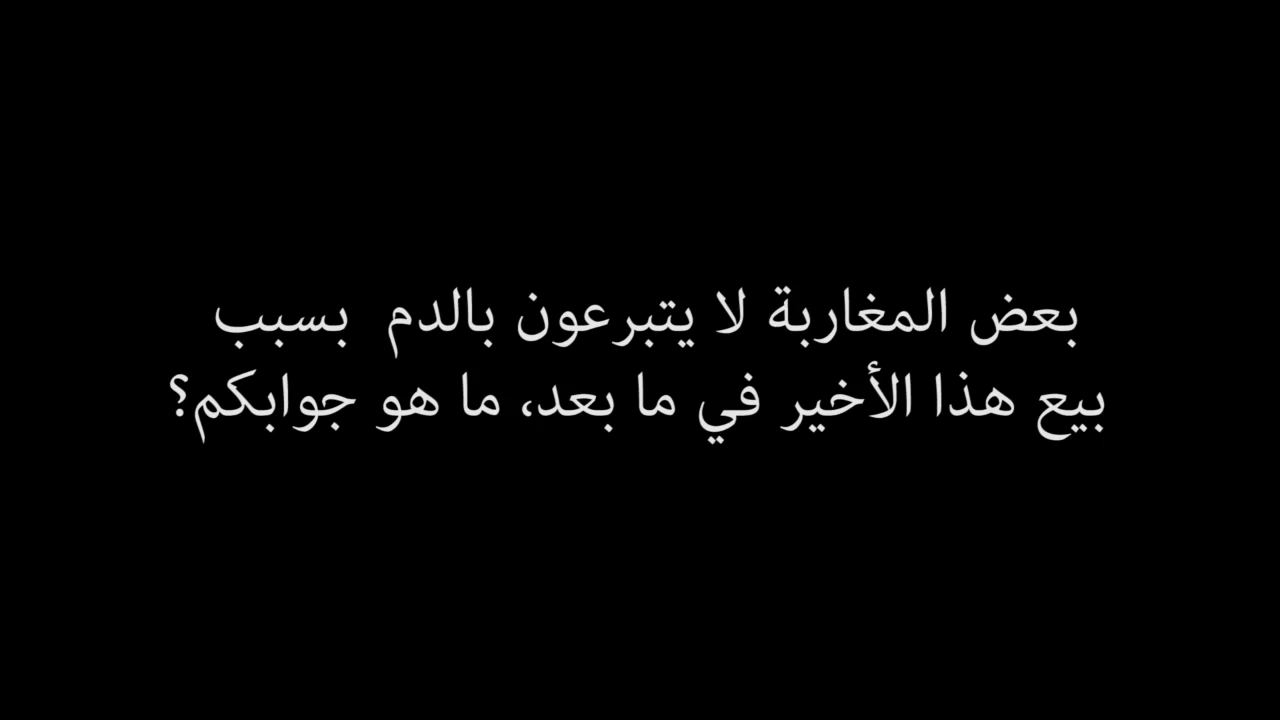 بعض المغاربة لا يتبرعون بالدم  بسبب
بيع هذا الأخير في ما بعد، ما هو جوابكم؟